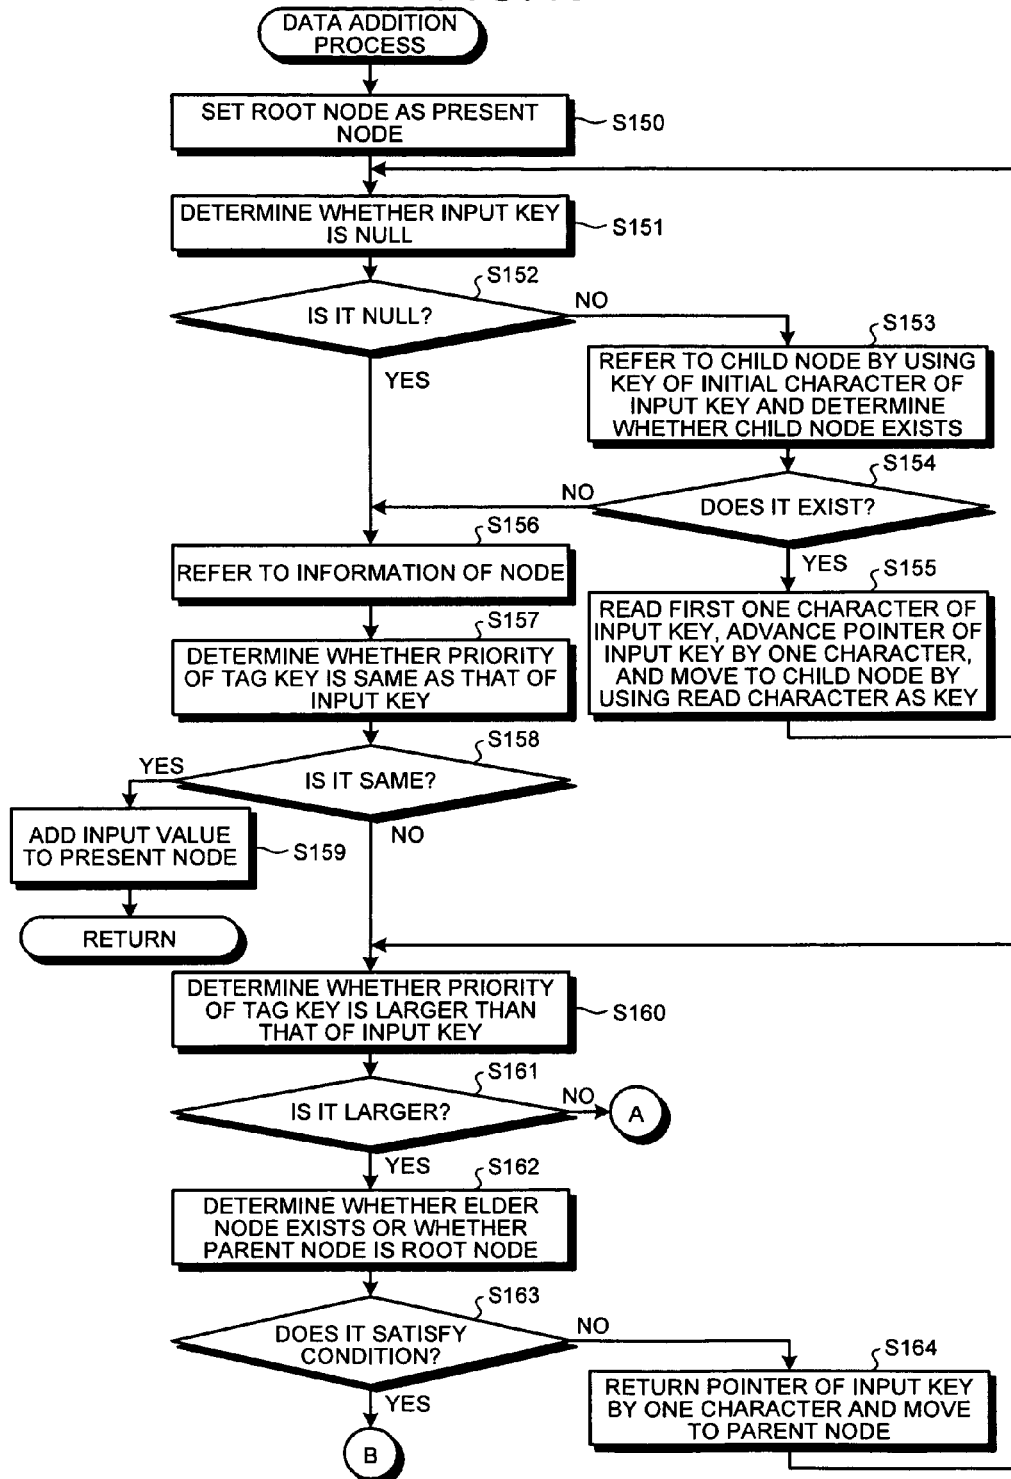 DATA ADDITION
PROCESS
SET ROOT NODE AS PRESENT
NODE
S150
DETERMINE WHETHER INPUT KEY
IS NULL
S151
S152
IS IT NULL?
NO
YES
S153
REFER TO CHILD NODE BY USING
KEY OF INITIAL CHARACTER OF
INPUT KEY AND DETERMINE
WHETHER CHILD NODE EXISTS
S154
DOES IT EXIST?
NO
YES
S156
REFER TO INFORMATION OF NODE
S155
READ FIRST ONE CHARACTER OF
INPUT KEY, ADVANCE POINTER OF
INPUT KEY BY ONE CHARACTER,
AND MOVE TO CHILD NODE BY
USING READ CHARACTER AS KEY
S157
DETERMINE WHETHER PRIORITY
OF TAG KEY IS SAME AS THAT OF
INPUT KEY
S158
IS IT SAME?
YES
NO
ADD INPUT VALUE
TO PRESENT NODE
S159
RETURN
DETERMINE WHETHER PRIORITY
OF TAG KEY IS LARGER THAN
THAT OF INPUT KEY
S160
S161
IS IT LARGER?
NO
A
YES
S162
DETERMINE WHETHER ELDER
NODE EXISTS OR WHETHER
PARENT NODE IS ROOT NODE
S163
DOES IT SATISFY
CONDITION?
NO
YES
S164
RETURN POINTER OF INPUT KEY
BY ONE CHARACTER AND MOVE
TO PARENT NODE
B